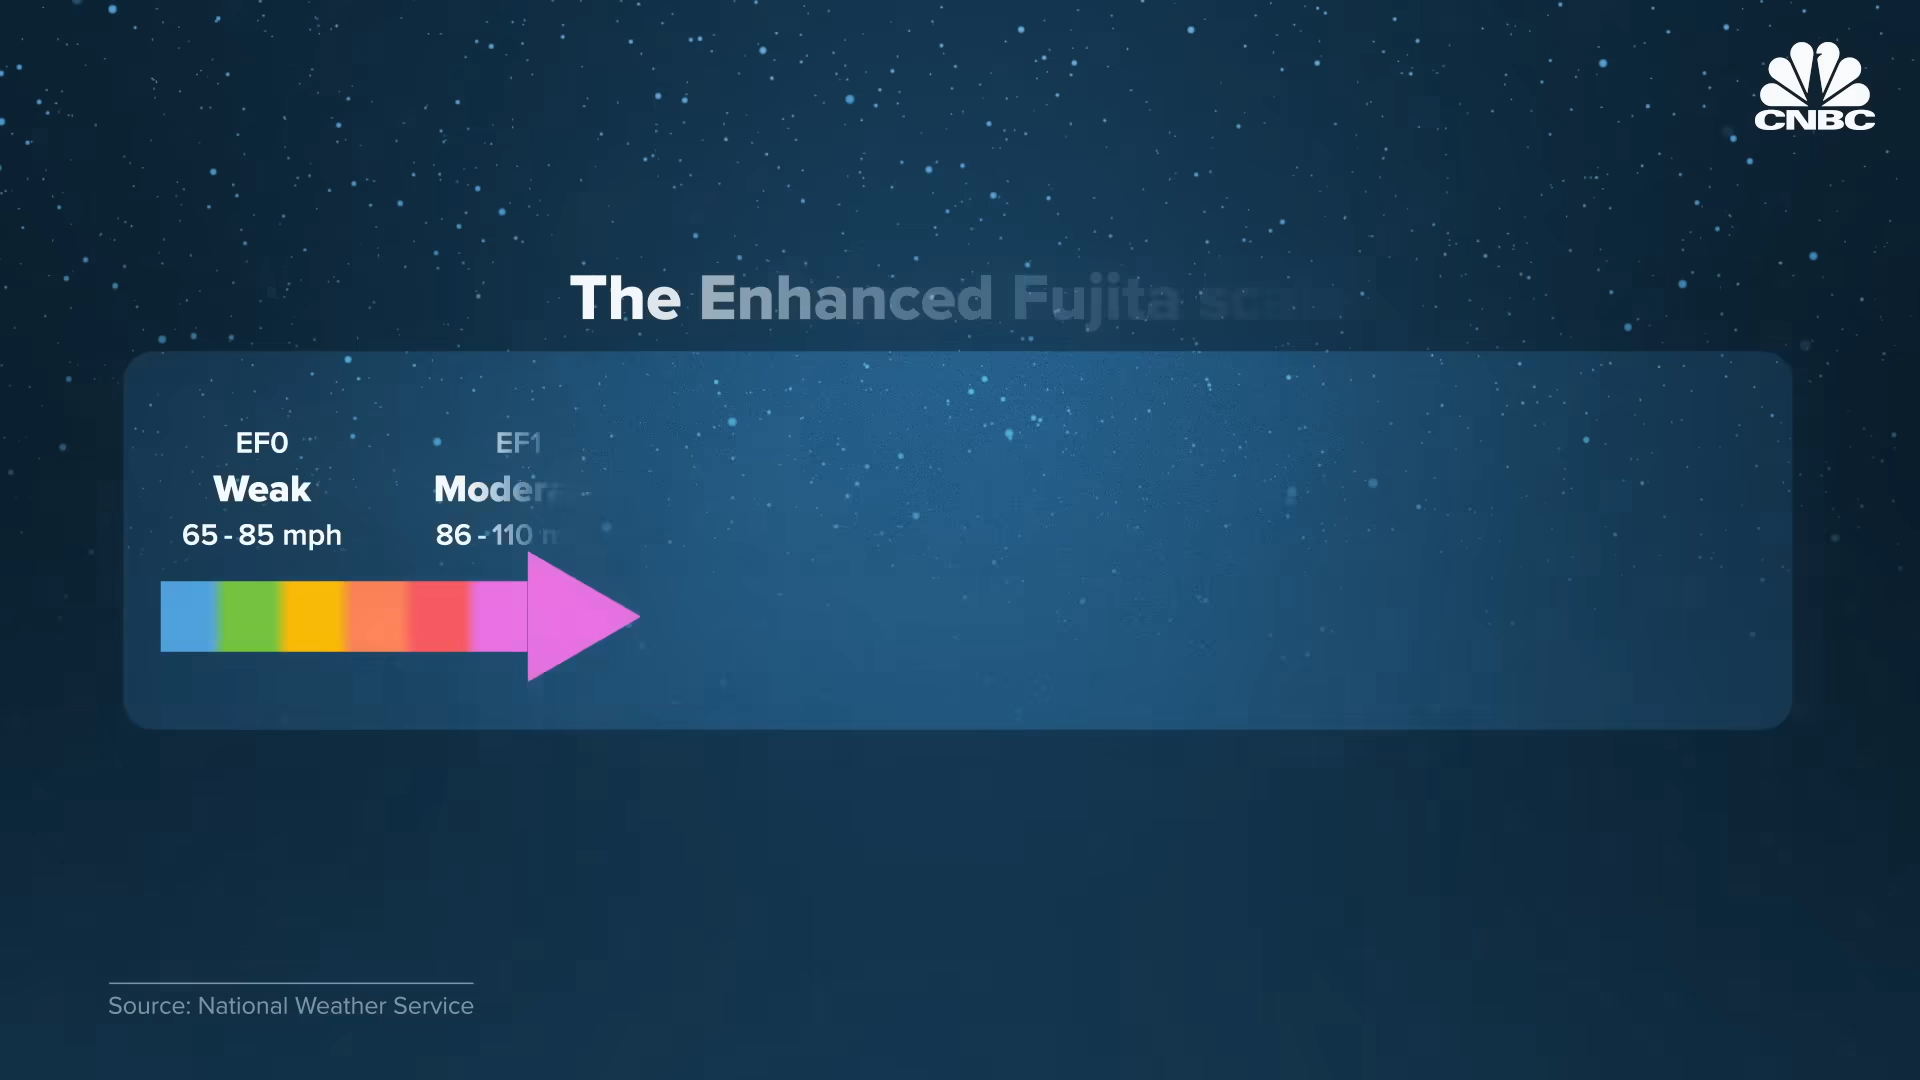 CNBC
The Enhanced Fujita
EF0
Weak
65-85 mph
EF1
86-110
Source: National Weather Service